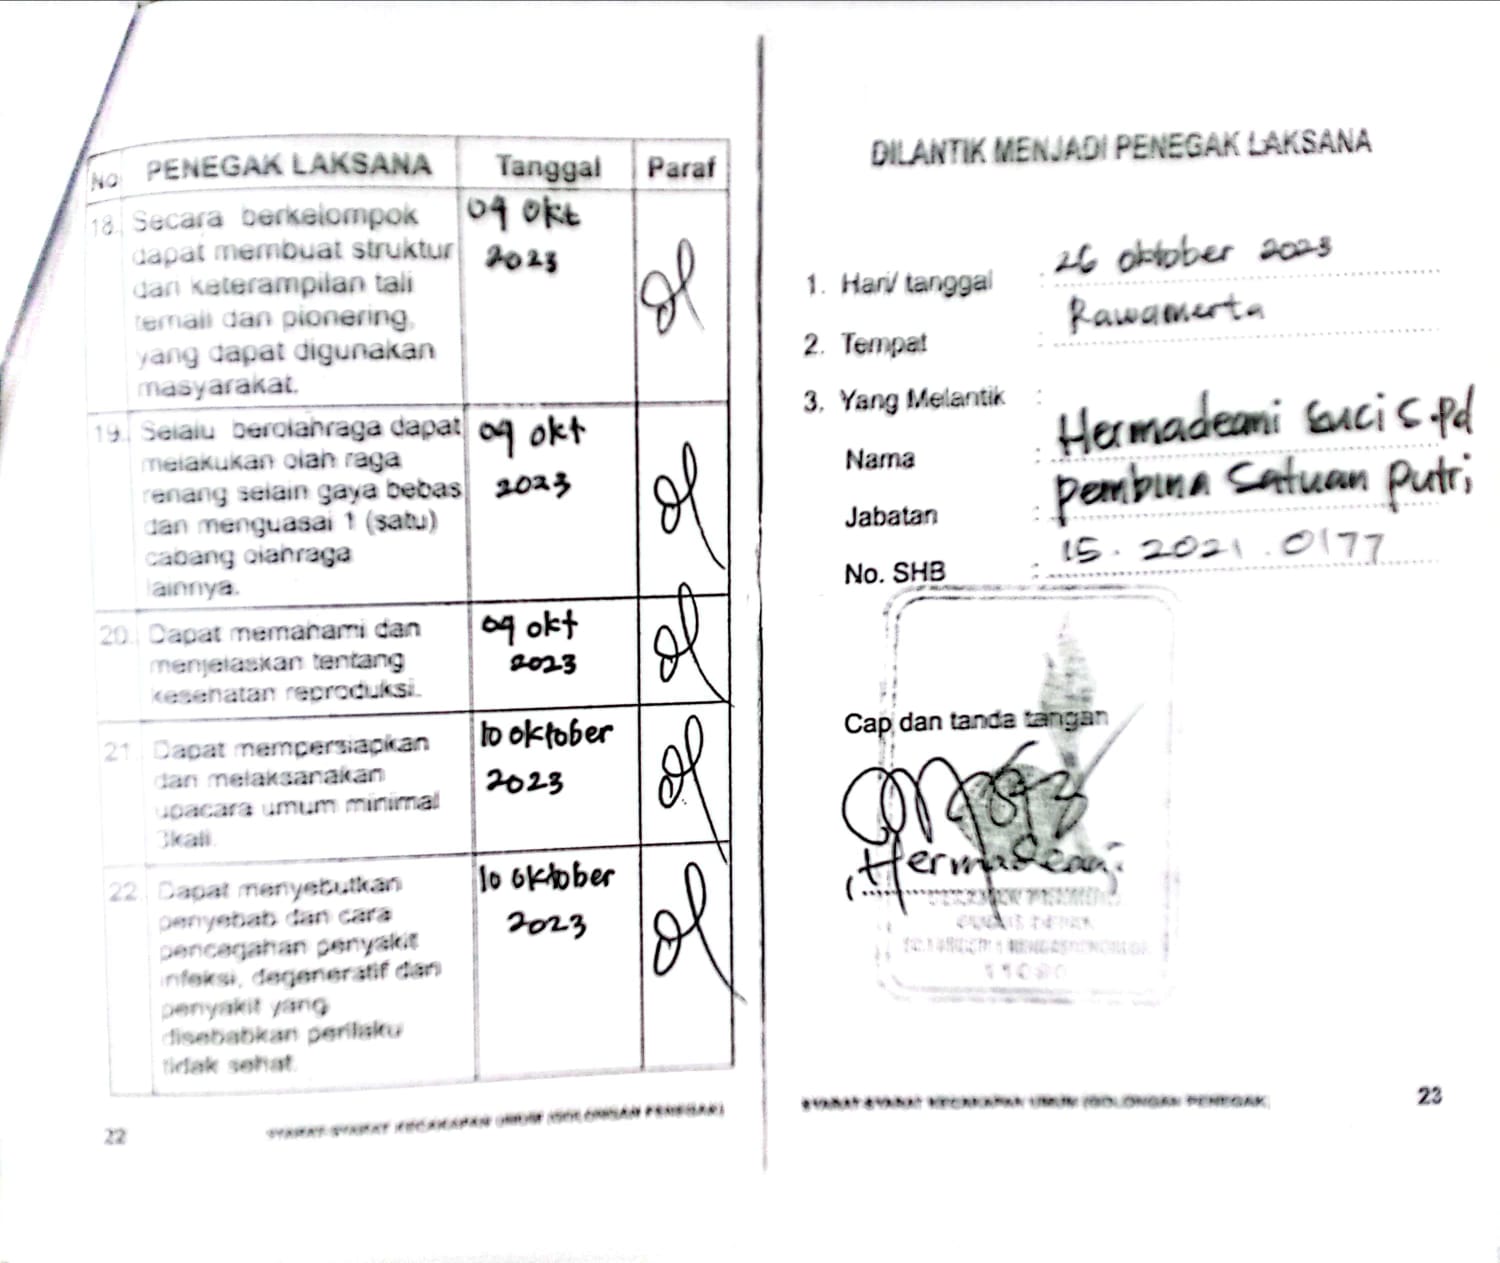 No PENEGAK LAKSANA Tanggal Paraf
18. Secara berkelompok
dapat membuat struktur
dan keterampilan tali
temali dan pionering,
yang dapat digunakan
masyarakat.
09 okt
2023
19. Selalu berolahraga dapat
melakukan olah raga
renang selain gaya bebas
dan menguasai 1 (satu)
cabang olahraga
lainnya.
09 okt
2023
20. Dapat memahami dan
menjelaskan tentang
kesehatan reproduksi.
09 okt
2023
21. Dapat mempersiapkan
dan melaksanakan
upacara umum minimal
3kali.
10 oktober
2023
22. Dapat menyebutkan
penyebab dan cara
pencegahan penyakit
infeksi, degeneratif dan
penyakit yang
disebabkan perilaku
tidak sehat.
10 oktober
2023
22 SYARAT-SYARAT KECAKAPAN UMUM (GOLONGAN PENEGAK)
DILANTIK MENJADI PENEGAK LAKSANA
1. Hari/ tanggal : 26 oktober 2023
2. Tempat : Rawamerta
3. Yang Melantik :
Nama : Hermadeani Suci S.Pd
Jabatan : Pembina Satuan Putri
No. SHB : 15.2021.0177
Cap dan tanda tangan
(Hermadeani
SYARAT-SYARAT KECAKAPAN UMUM (GOLONGAN PENEGAK) 23